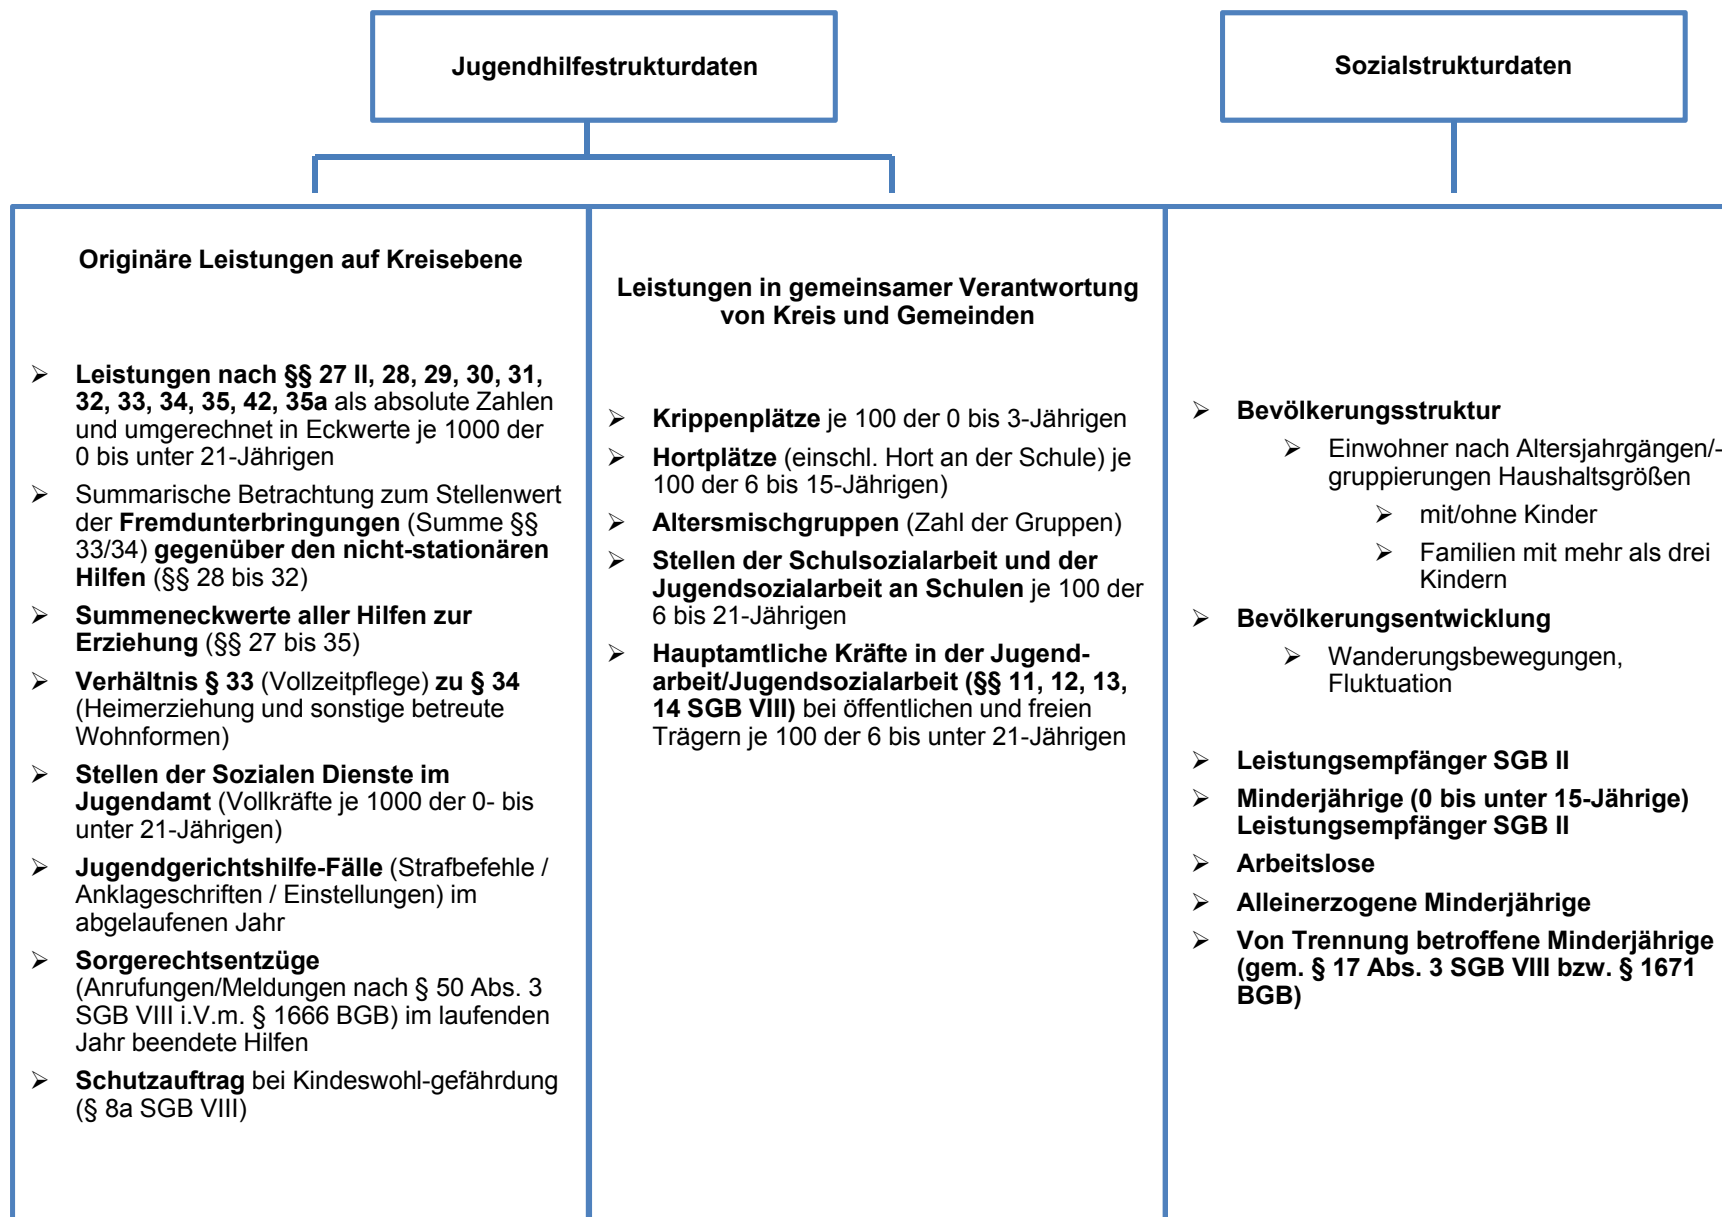 Jugendhilfestrukturdaten
Sozialstrukturdaten
Originäre Leistungen auf Kreisebene
➢ Leistungen nach §§ 27 II, 28, 29, 30, 31,
32, 33, 34, 35, 42, 35a als absolute Zahlen
und umgerechnet in Eckwerte je 1000 der
0 bis unter 21-Jährigen
➢ Summarische Betrachtung zum Stellenwert
der Fremdunterbringungen (Summe §§
33/34) gegenüber den nicht-stationären
Hilfen (§§ 28 bis 32)
➢ Summeneckwerte aller Hilfen zur
Erziehung (§§ 27 bis 35)
➢ Verhältnis § 33 (Vollzeitpflege) zu § 34
(Heimerziehung und sonstige betreute
Wohnformen)
➢ Stellen der Sozialen Dienste im
Jugendamt (Vollkräfte je 1000 der 0- bis
unter 21-Jährigen)
➢ Jugendgerichtshilfe-Fälle (Strafbefehle /
Anklageschriften / Einstellungen) im
abgelaufenen Jahr
➢ Sorgerechtsentzüge
(Anrufungen/Meldungen nach § 50 Abs. 3
SGB VIII i.V.m. § 1666 BGB) im laufenden
Jahr beendete Hilfen
➢ Schutzauftrag bei Kindeswohl-gefährdung
(§ 8a SGB VIII)
Leistungen in gemeinsamer Verantwortung
von Kreis und Gemeinden
➢ Krippenplätze je 100 der 0 bis 3-Jährigen
➢ Hortplätze (einschl. Hort an der Schule) je
100 der 6 bis 15-Jährigen)
➢ Altersmischgruppen (Zahl der Gruppen)
➢ Stellen der Schulsozialarbeit und der
Jugendsozialarbeit an Schulen je 100 der
6 bis 21-Jährigen
➢ Hauptamtliche Kräfte in der Jugend-
arbeit/Jugendsozialarbeit (§§ 11, 12, 13,
14 SGB VIII) bei öffentlichen und freien
Trägern je 100 der 6 bis unter 21-Jährigen
➢ Bevölkerungsstruktur
➢ Einwohner nach Altersjahrgängen/-
gruppierungen Haushaltsgrößen
➢ mit/ohne Kinder
➢ Familien mit mehr als drei
Kindern
➢ Bevölkerungsentwicklung
➢ Wanderungsbewegungen,
Fluktuation
➢ Leistungsempfänger SGB II
➢ Minderjährige (0 bis unter 15-Jährige)
Leistungsempfänger SGB II
➢ Arbeitslose
➢ Alleinerzogene Minderjährige
➢ Von Trennung betroffene Minderjährige
(gem. § 17 Abs. 3 SGB VIII bzw. § 1671
BGB)